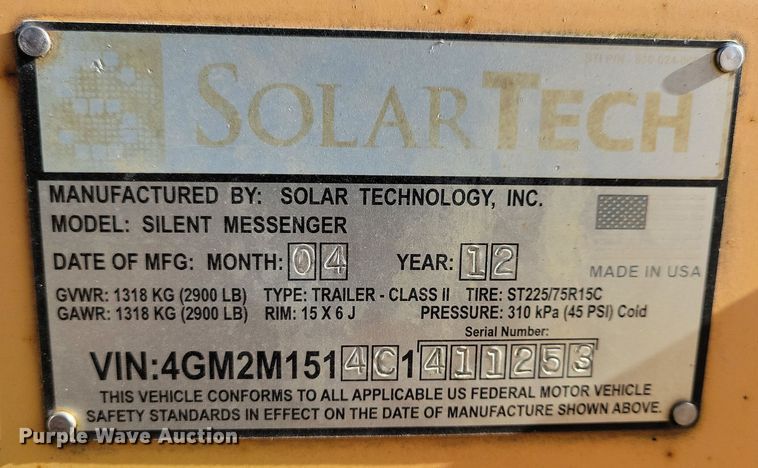 SOLARTECH
MANUFACTURED BY: SOLAR TECHNOLOGY, INC.
MODEL: SILENT MESSENGER
DATE OF MFG: MONTH: 04 YEAR: 12
MADE IN USA
GVWR: 1318 KG (2900 LB) TYPE: TRAILER - CLASS II TIRE: ST225/75R15C
GAWR: 1318 KG (2900 LB) RIM: 15 X 6 J PRESSURE: 310 kPa (45 PSI) Cold
Serial Number:
VIN:4GM2M1514C1411253
THIS VEHICLE CONFORMS TO ALL APPLICABLE US FEDERAL MOTOR VEHICLE
SAFETY STANDARDS IN EFFECT ON THE DATE OF MANUFACTURE SHOWN ABOVE.
Purple Wave Auction